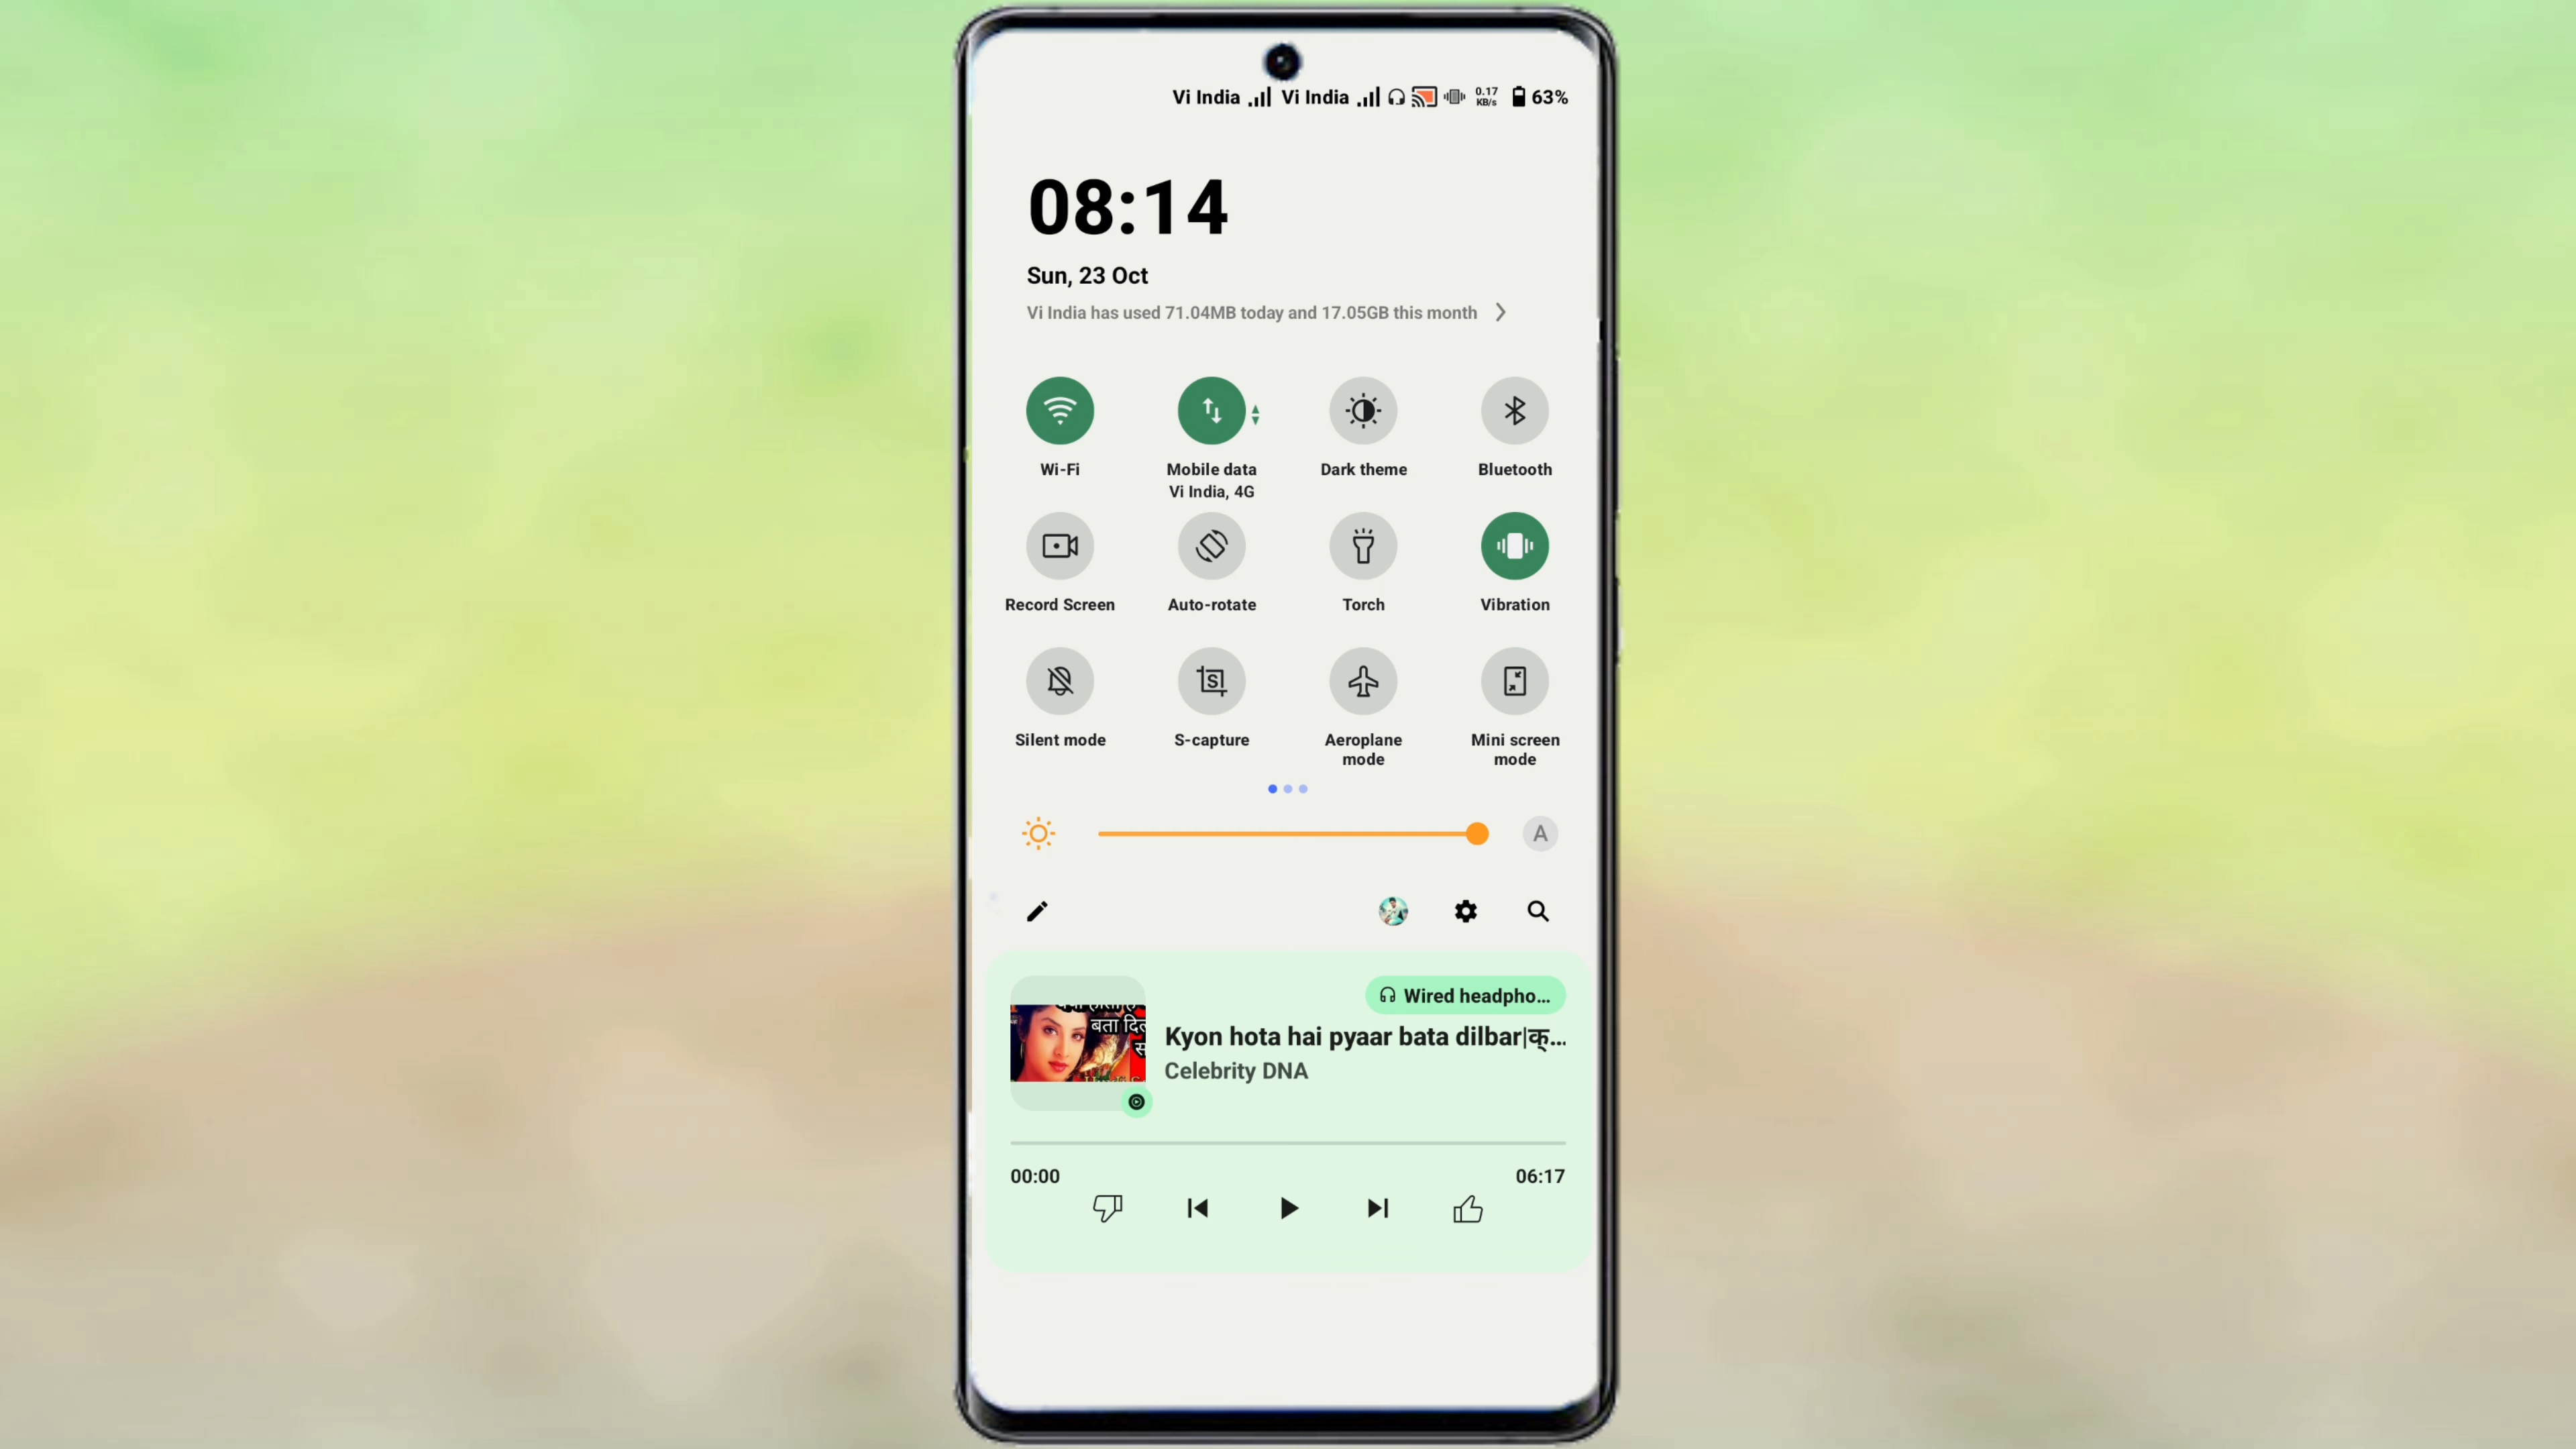 Vi India Vi India 0.17 KB/s 63%
08:14
Sun, 23 Oct
Vi India has used 71.04MB today and 17.05GB this month
Wi-Fi
Mobile data
Vi India, 4G
Dark theme
Bluetooth
Record Screen
Auto-rotate
Torch
Vibration
Silent mode
S-capture
Aeroplane
mode
Mini screen
mode
A
Wired headpho...
बता दिल
Kyon hota hai pyaar bata dilbar|क्...
Celebrity DNA
00:00
06:17